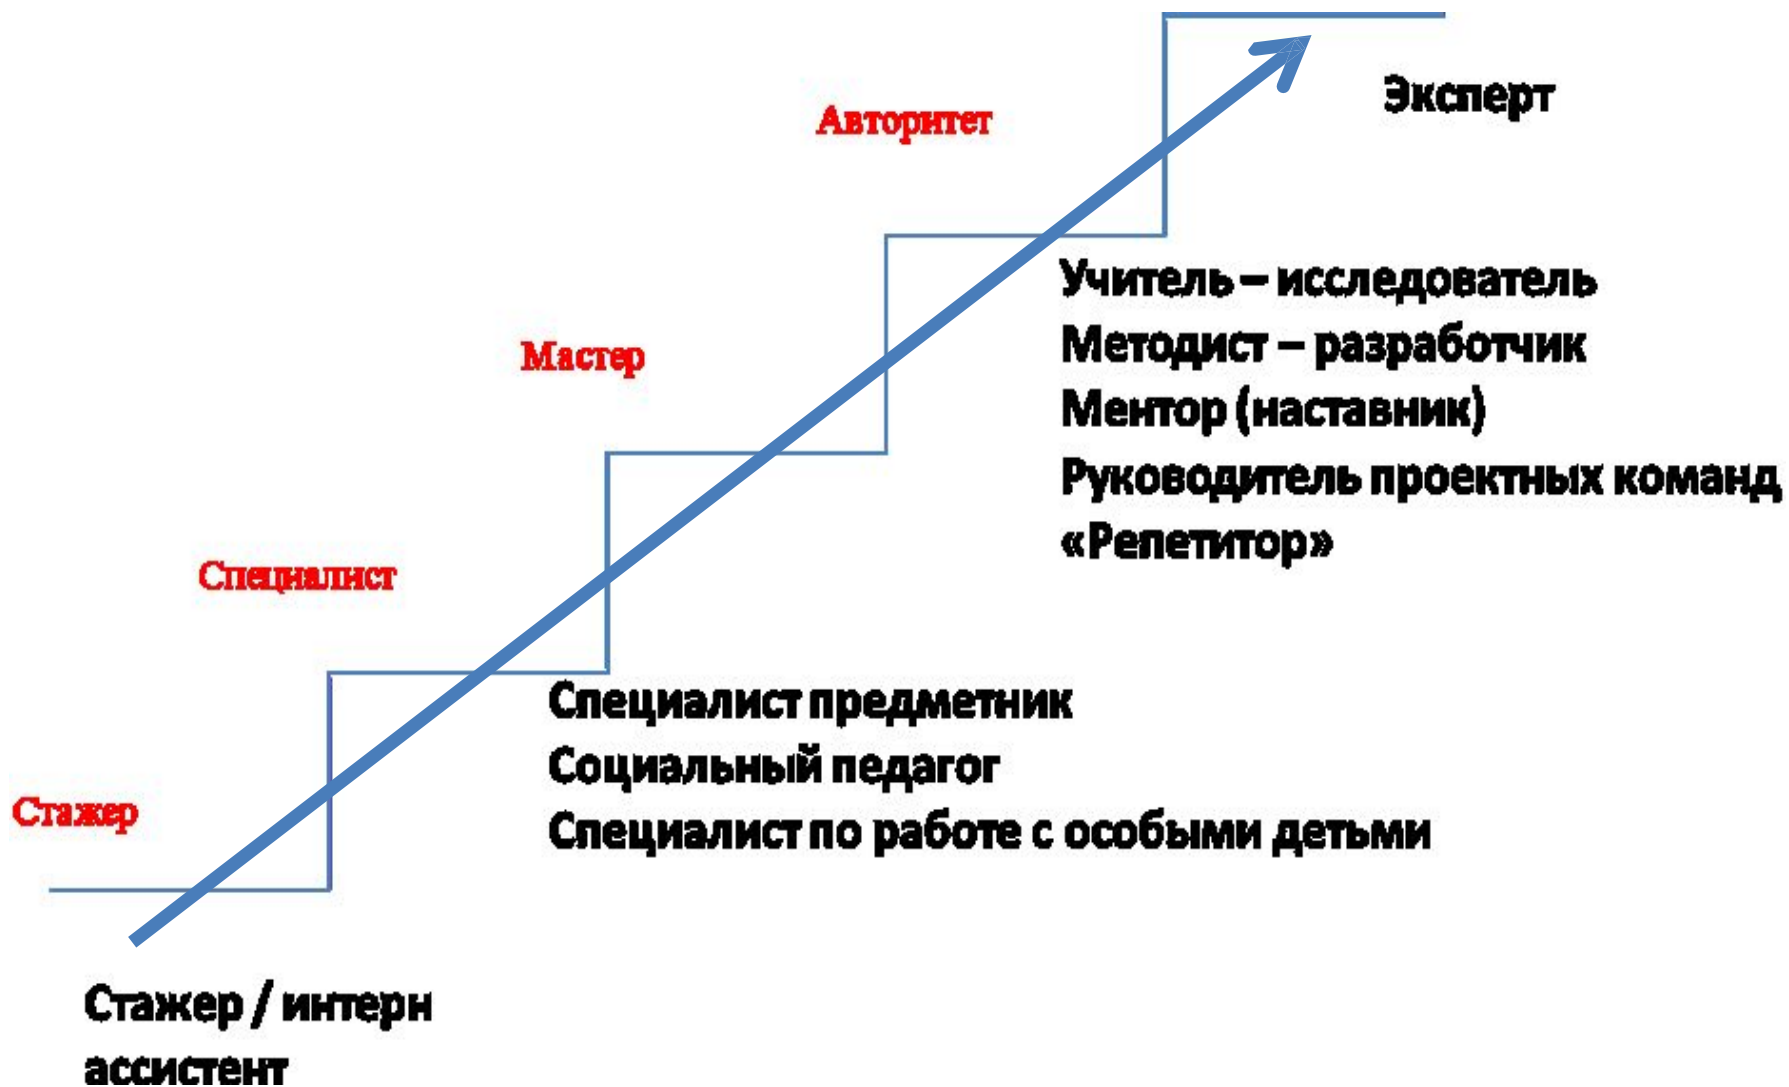 Эксперт
Авторитет
Учитель – исследователь
Методист – разработчик
Ментор (наставник)
Руководитель проектных команд
«Репетитор»
Мастер
Специалист
Специалист предметник
Социальный педагог
Специалист по работе с особыми детьми
Стажер
Стажер / интерн
ассистент